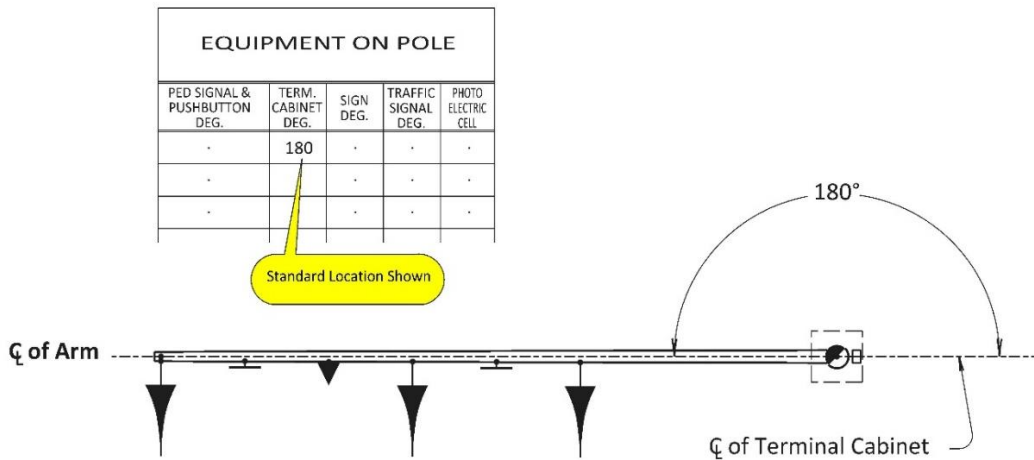 EQUIPMENT ON POLE
PED SIGNAL &
PUSHBUTTON
DEG.
TERM.
CABINET
DEG.
SIGN
DEG.
TRAFFIC
SIGNAL
DEG.
PHOTO
ELECTRIC
CELL
180
Standard Location Shown
180°
℄ of Arm
℄ of Terminal Cabinet